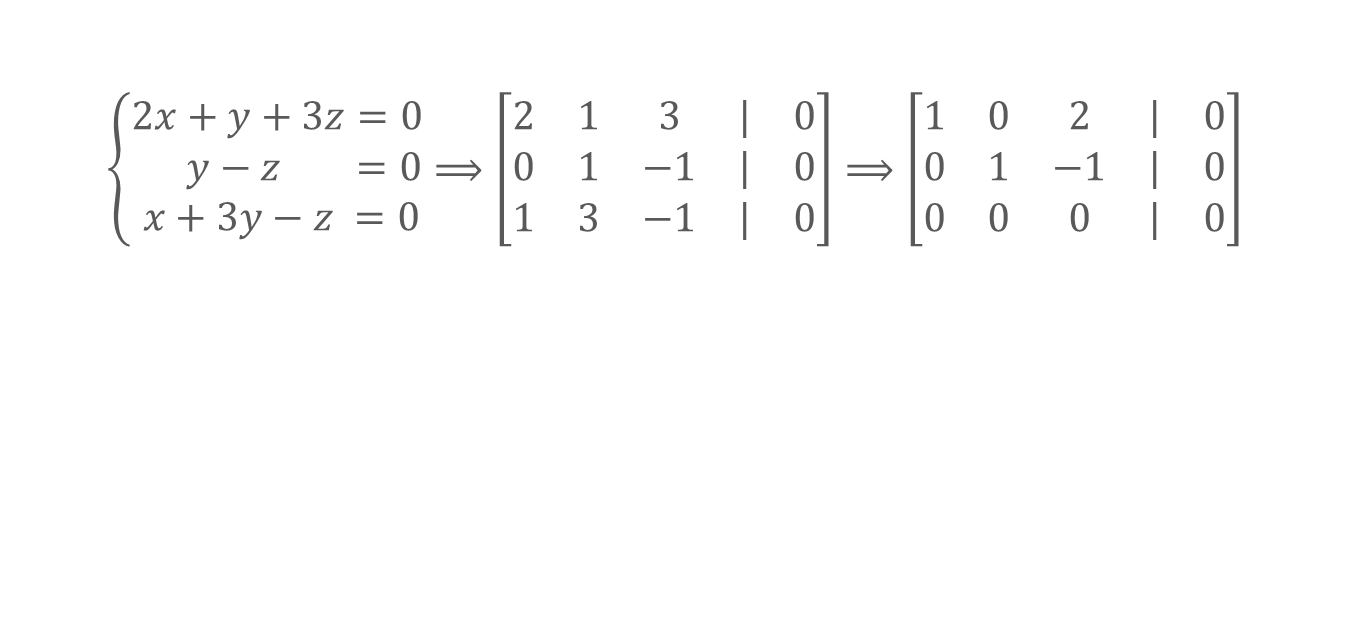 2x + y + 3z = 0 ⟹ [2 1 3 | 0] ⟹ [1 0 2 | 0]
y − z = 0 [0 1 −1 | 0] [0 1 −1 | 0]
x + 3y − z = 0 [1 3 −1 | 0] [0 0 0 | 0]